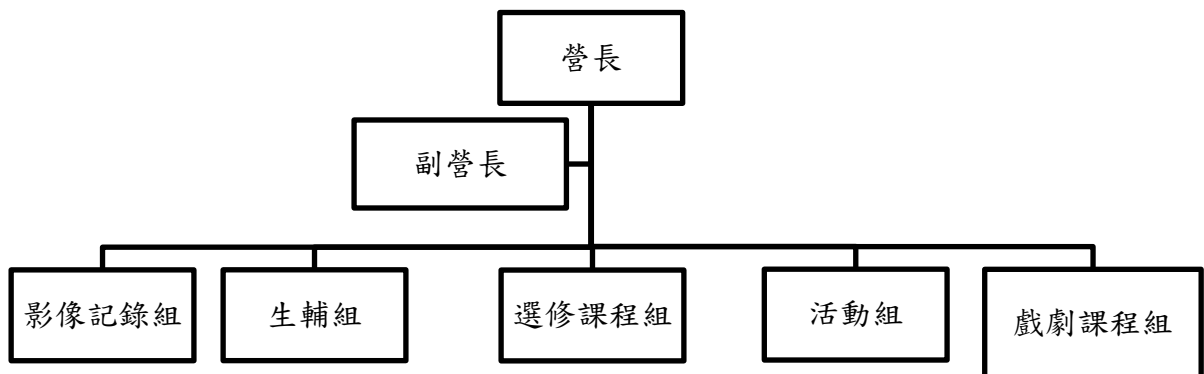 營長
副營長
影像記錄組
生輔組
選修課程組
活動組
戲劇課程組